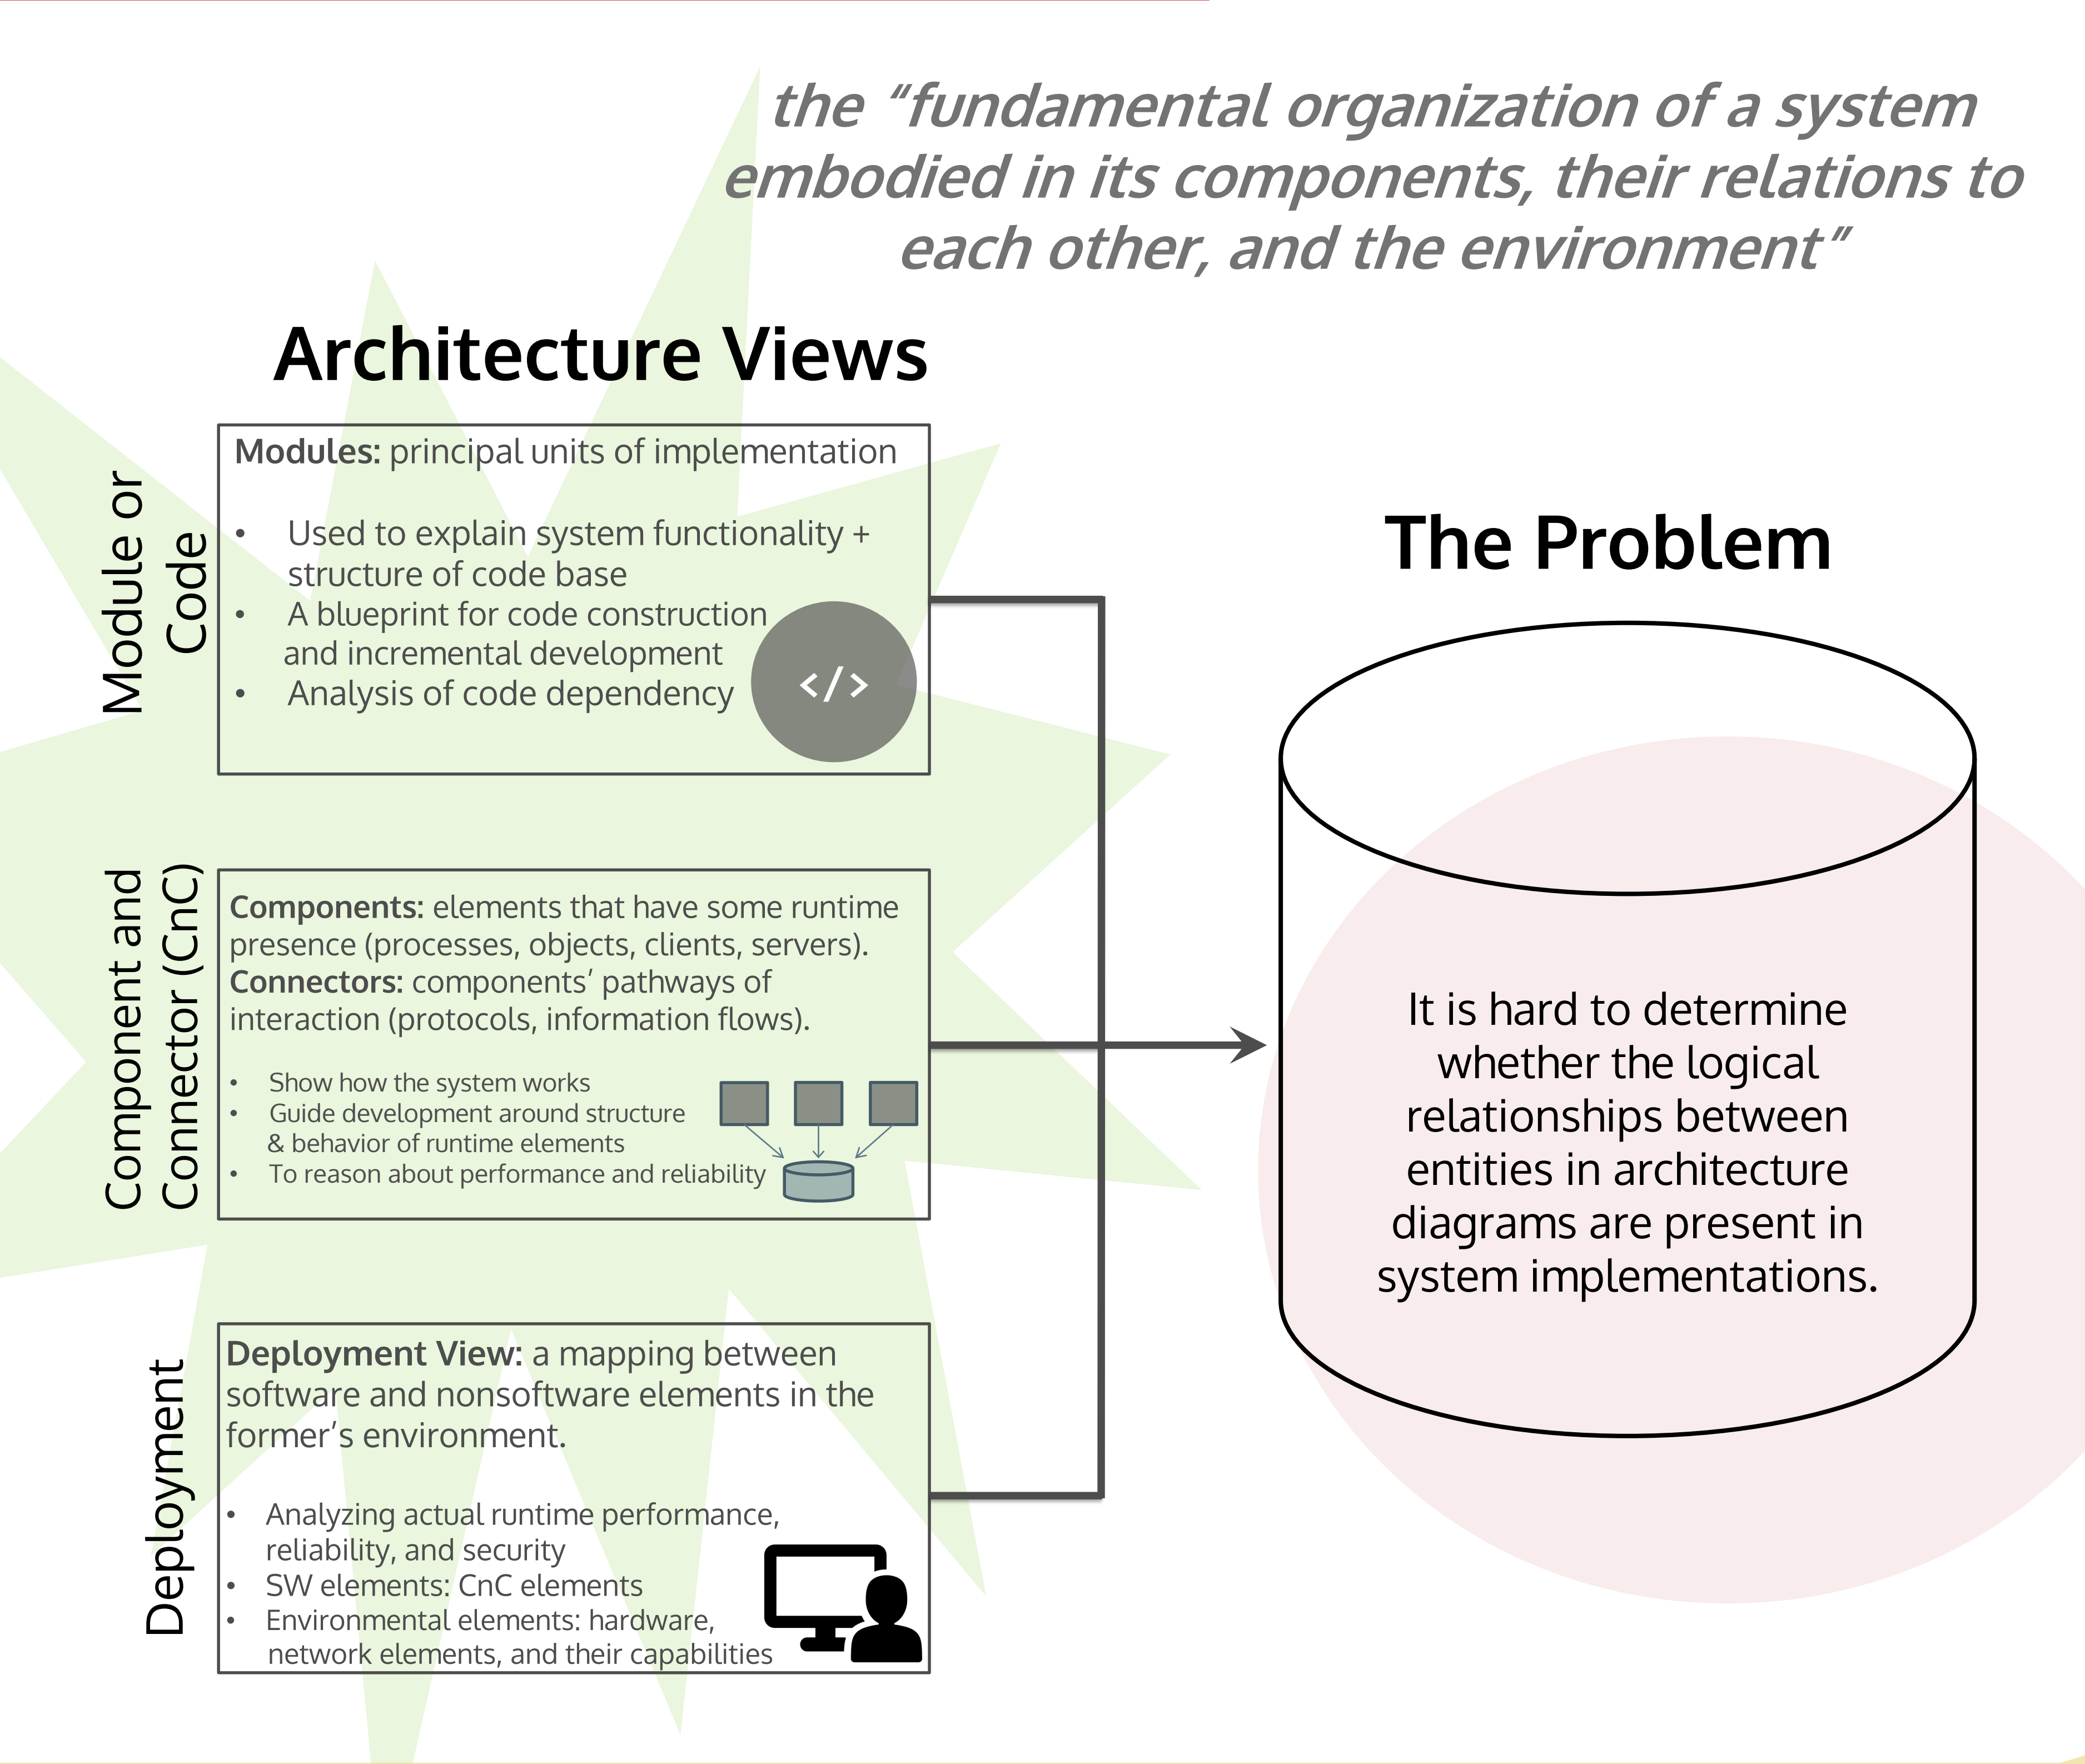 the “fundamental organization of a system
embodied in its components, their relations to
each other, and the environment”
Architecture Views
Module or
Code
Modules: principal units of implementation
• Used to explain system functionality +
structure of code base
• A blueprint for code construction
and incremental development
• Analysis of code dependency
</>
Component and
Connector (CnC)
Components: elements that have some runtime
presence (processes, objects, clients, servers).
Connectors: components’ pathways of
interaction (protocols, information flows).
• Show how the system works
• Guide development around structure
& behavior of runtime elements
• To reason about performance and reliability
Deployment
Deployment View: a mapping between
software and nonsoftware elements in the
former’s environment.
• Analyzing actual runtime performance,
reliability, and security
• SW elements: CnC elements
• Environmental elements: hardware,
network elements, and their capabilities
The Problem
It is hard to determine
whether the logical
relationships between
entities in architecture
diagrams are present in
system implementations.